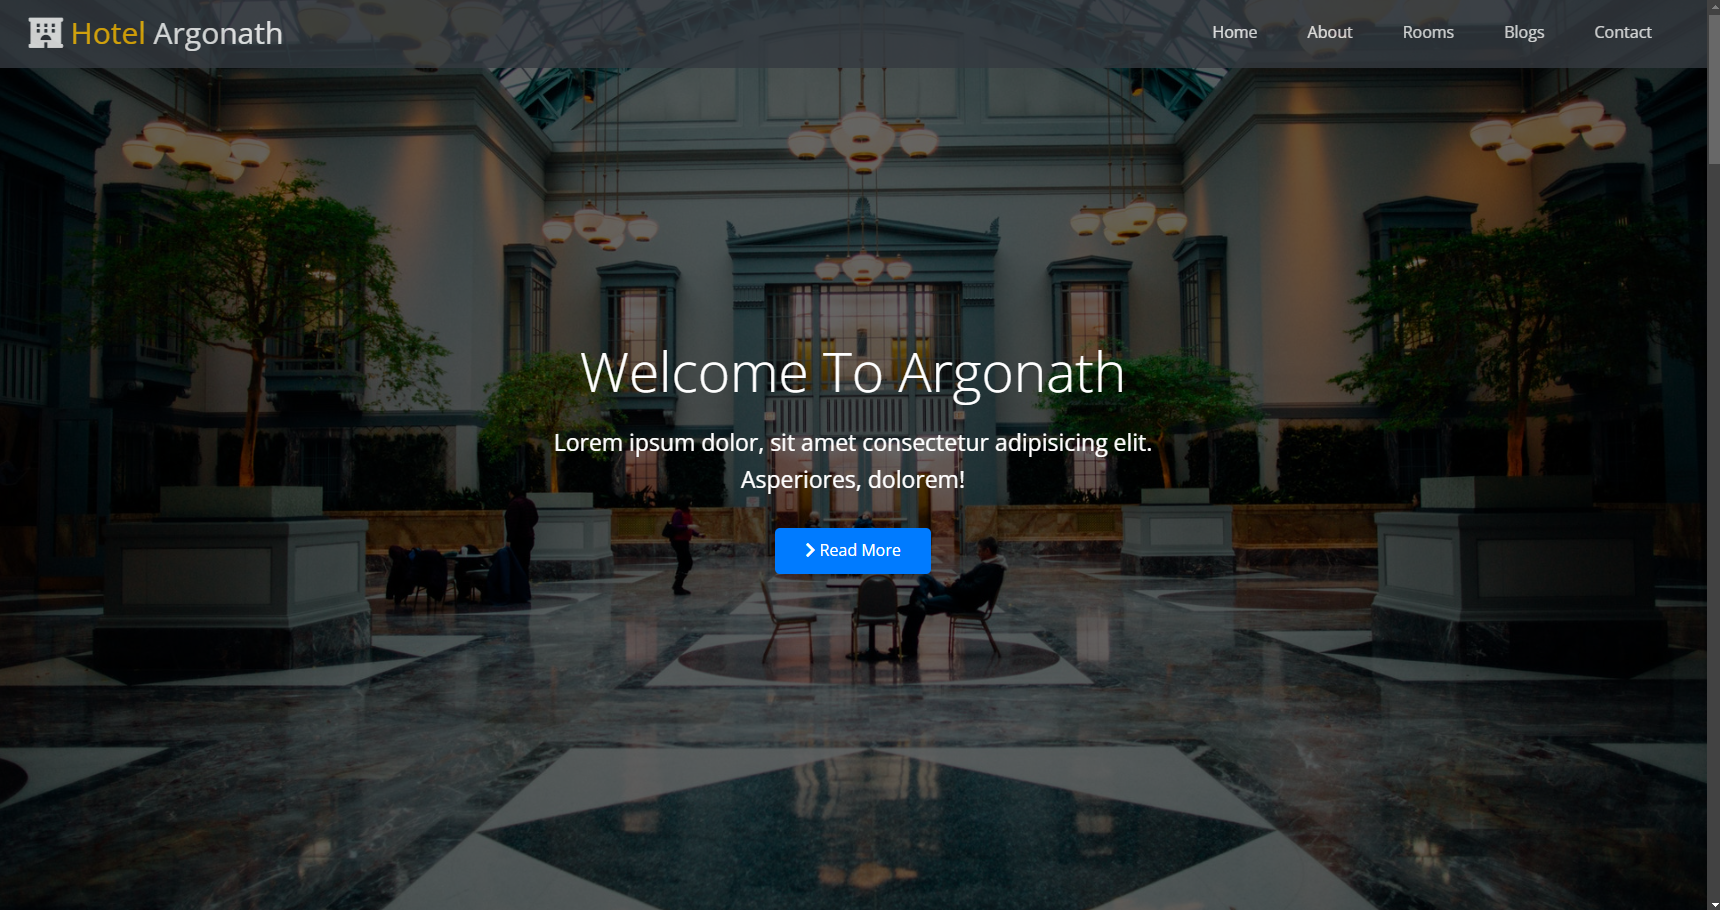 Hotel Argonath
Home About Rooms Blogs Contact
Welcome To Argonath
Lorem ipsum dolor, sit amet consectetur adipisicing elit.
Asperiores, dolorem!
Read More